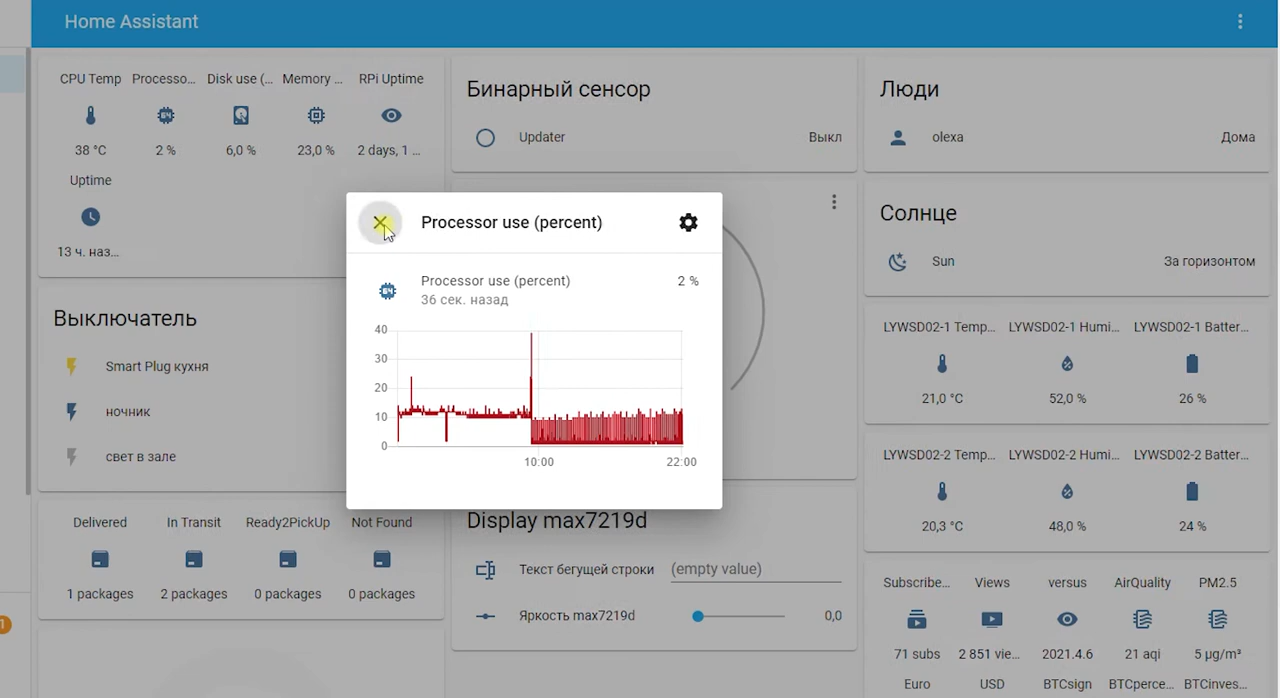 Home Assistant
CPU Temp Processo... Disk use (... Memory ... RPi Uptime
38 °C 2 % 6,0 % 23,0 % 2 days, 1 ...
Uptime
13 ч. наз...
Выключатель
Smart Plug кухня
ночник
свет в зале
Delivered In Transit Ready2PickUp Not Found
1 packages 2 packages 0 packages 0 packages
1
Бинарный сенсор
Updater Выкл
Processor use (percent)
Processor use (percent) 2 %
36 сек. назад
40
30
20
10
0
10:00 22:00
Display max7219d
Текст бегущей строки (empty value)
Яркость max7219d 0,0
Люди
olexa Дома
Солнце
Sun За горизонтом
LYWSD02-1 Temp... LYWSD02-1 Humi... LYWSD02-1 Batter...
21,0 °C 52,0 % 26 %
LYWSD02-2 Temp... LYWSD02-2 Humi... LYWSD02-2 Batter...
20,3 °C 48,0 % 24 %
Subscribe... Views versus AirQuality PM2.5
71 subs 2 851 vie... 2021.4.6 21 aqi 5 µg/m³
Euro USD BTCsign BTCperce... BTCinves...